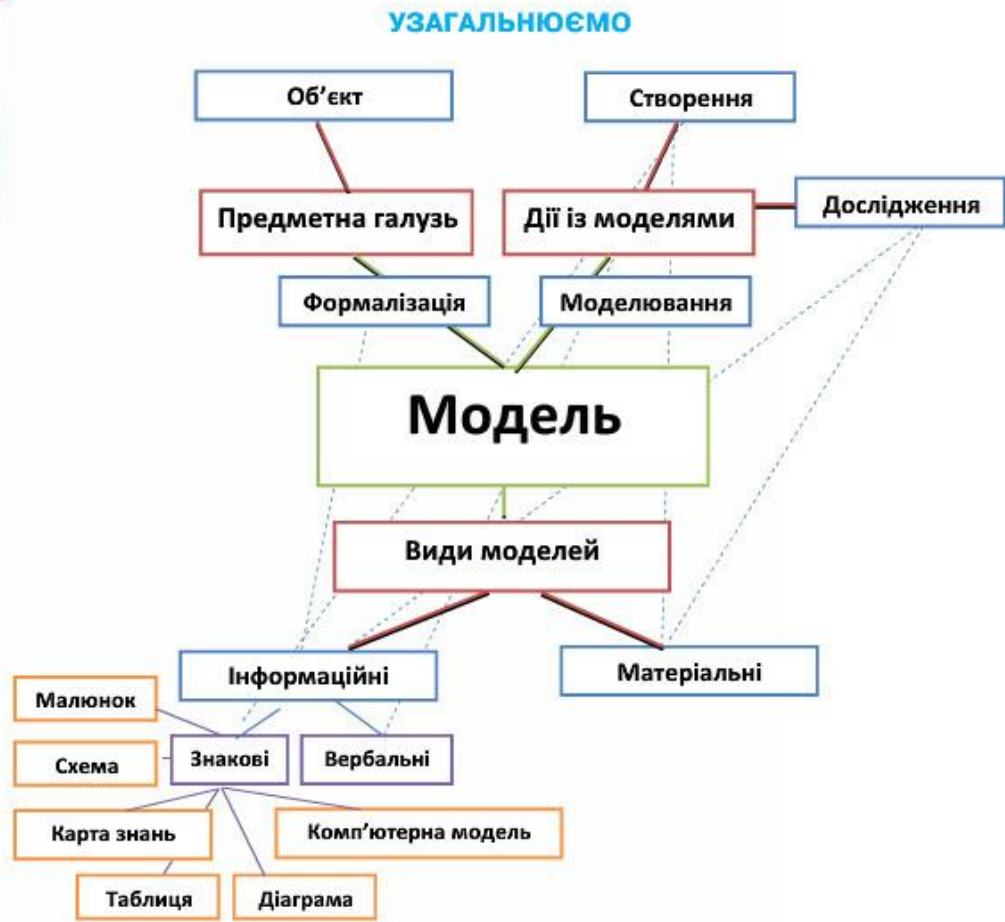 УЗАГАЛЬНЮЄМО
Об’єкт
Створення
Предметна галузь
Дії із моделями
Дослідження
Формалізація
Моделювання
Модель
Види моделей
Інформаційні
Матеріальні
Малюнок
Схема
Знакові
Вербальні
Карта знань
Комп’ютерна модель
Таблиця
Діаграма